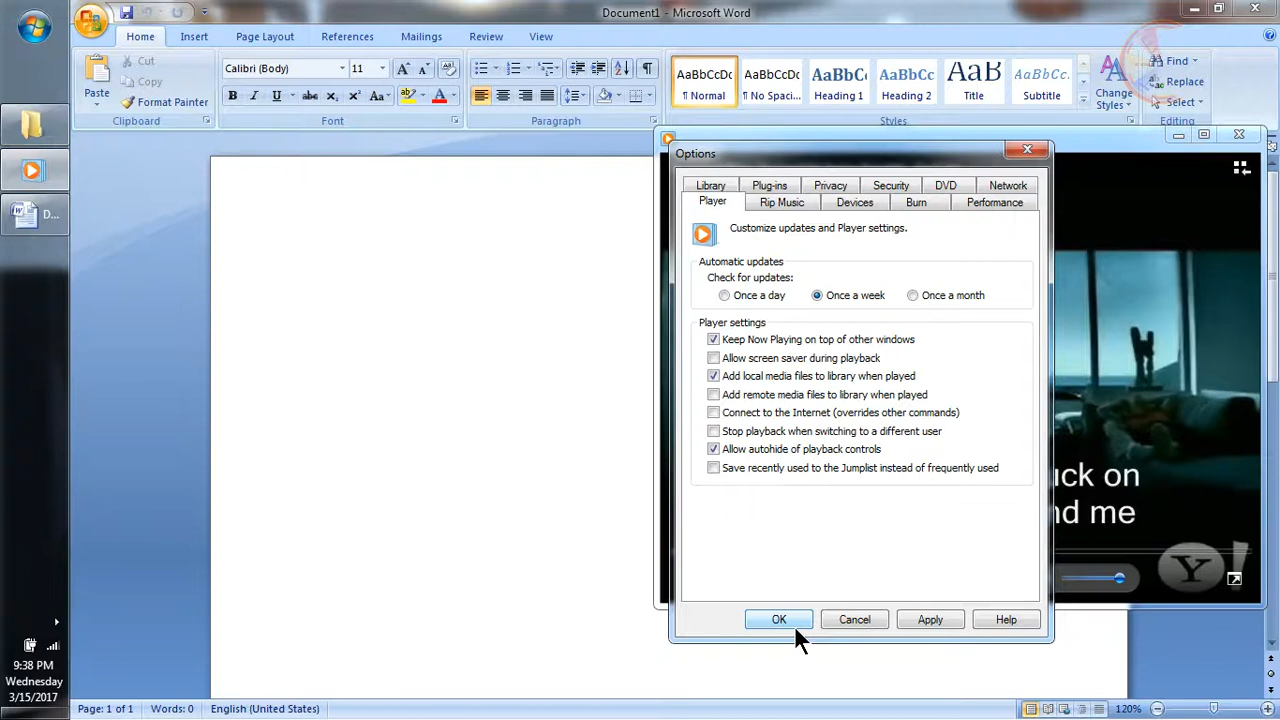 Document1 - Microsoft Word
Home Insert Page Layout References Mailings Review View
Paste
Cut
Copy
Format Painter
Clipboard
Calibri (Body) 11
Font
Paragraph
AaBbCcDc AaBbCcDc AaBbC AaBbCc AaB AaBbCc.
¶ Normal ¶ No Spaci... Heading 1 Heading 2 Title Subtitle
Change Styles
Styles
Find
Replace
Select
Editing
D...
Options
Library Plug-ins Privacy Security DVD Network
Player Rip Music Devices Burn Performance
Customize updates and Player settings.
Automatic updates
Check for updates:
Once a day Once a week Once a month
Player settings
Keep Now Playing on top of other windows
Allow screen saver during playback
Add local media files to library when played
Add remote media files to library when played
Connect to the Internet (overrides other commands)
Stop playback when switching to a different user
Allow autohide of playback controls
Save recently used to the Jumplist instead of frequently used
uck on
nd me
Y!
OK Cancel Apply Help
9:38 PM
Wednesday
3/15/2017
Page: 1 of 1 Words: 0 English (United States) 120%